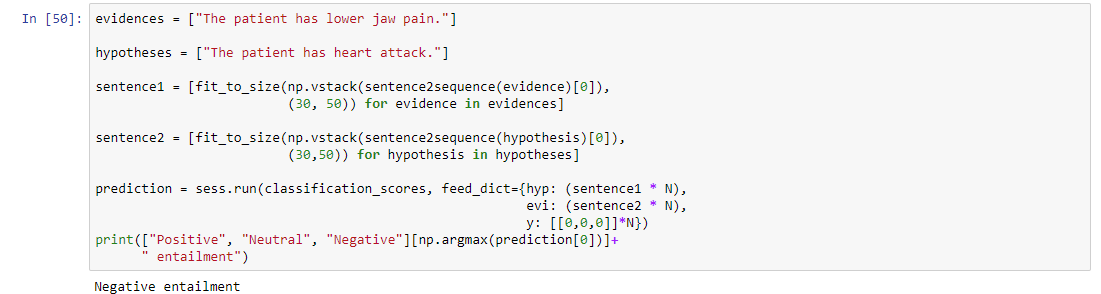 In [50]: evidences = ["The patient has lower jaw pain."]
hypotheses = ["The patient has heart attack."]
sentence1 = [fit_to_size(np.vstack(sentence2sequence(evidence)[0]),
(30, 50)) for evidence in evidences]
sentence2 = [fit_to_size(np.vstack(sentence2sequence(hypothesis)[0]),
(30,50)) for hypothesis in hypotheses]
prediction = sess.run(classification_scores, feed_dict={hyp: (sentence1 * N),
evi: (sentence2 * N),
y: [[0,0,0]]*N})
print(["Positive", "Neutral", "Negative"][np.argmax(prediction[0])]+
" entailment")
Negative entailment